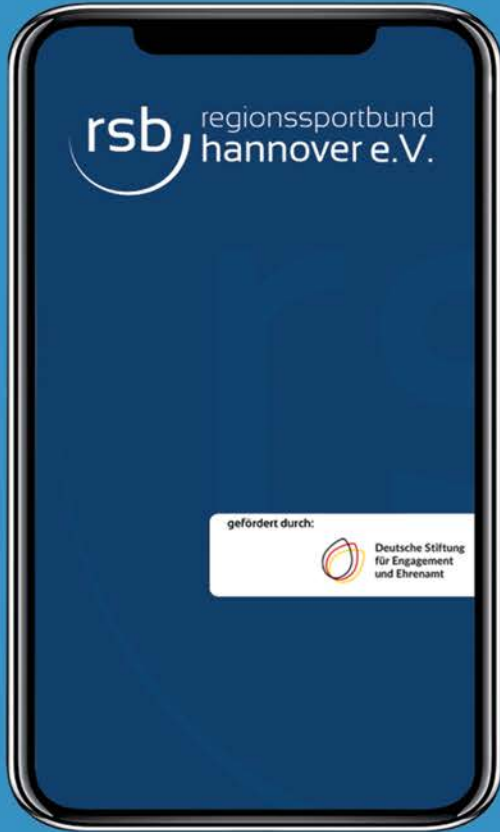 rsb regionssportbund
hannover e.V.
gefördert durch:
Deutsche Stiftung
für Engagement
und Ehrenamt